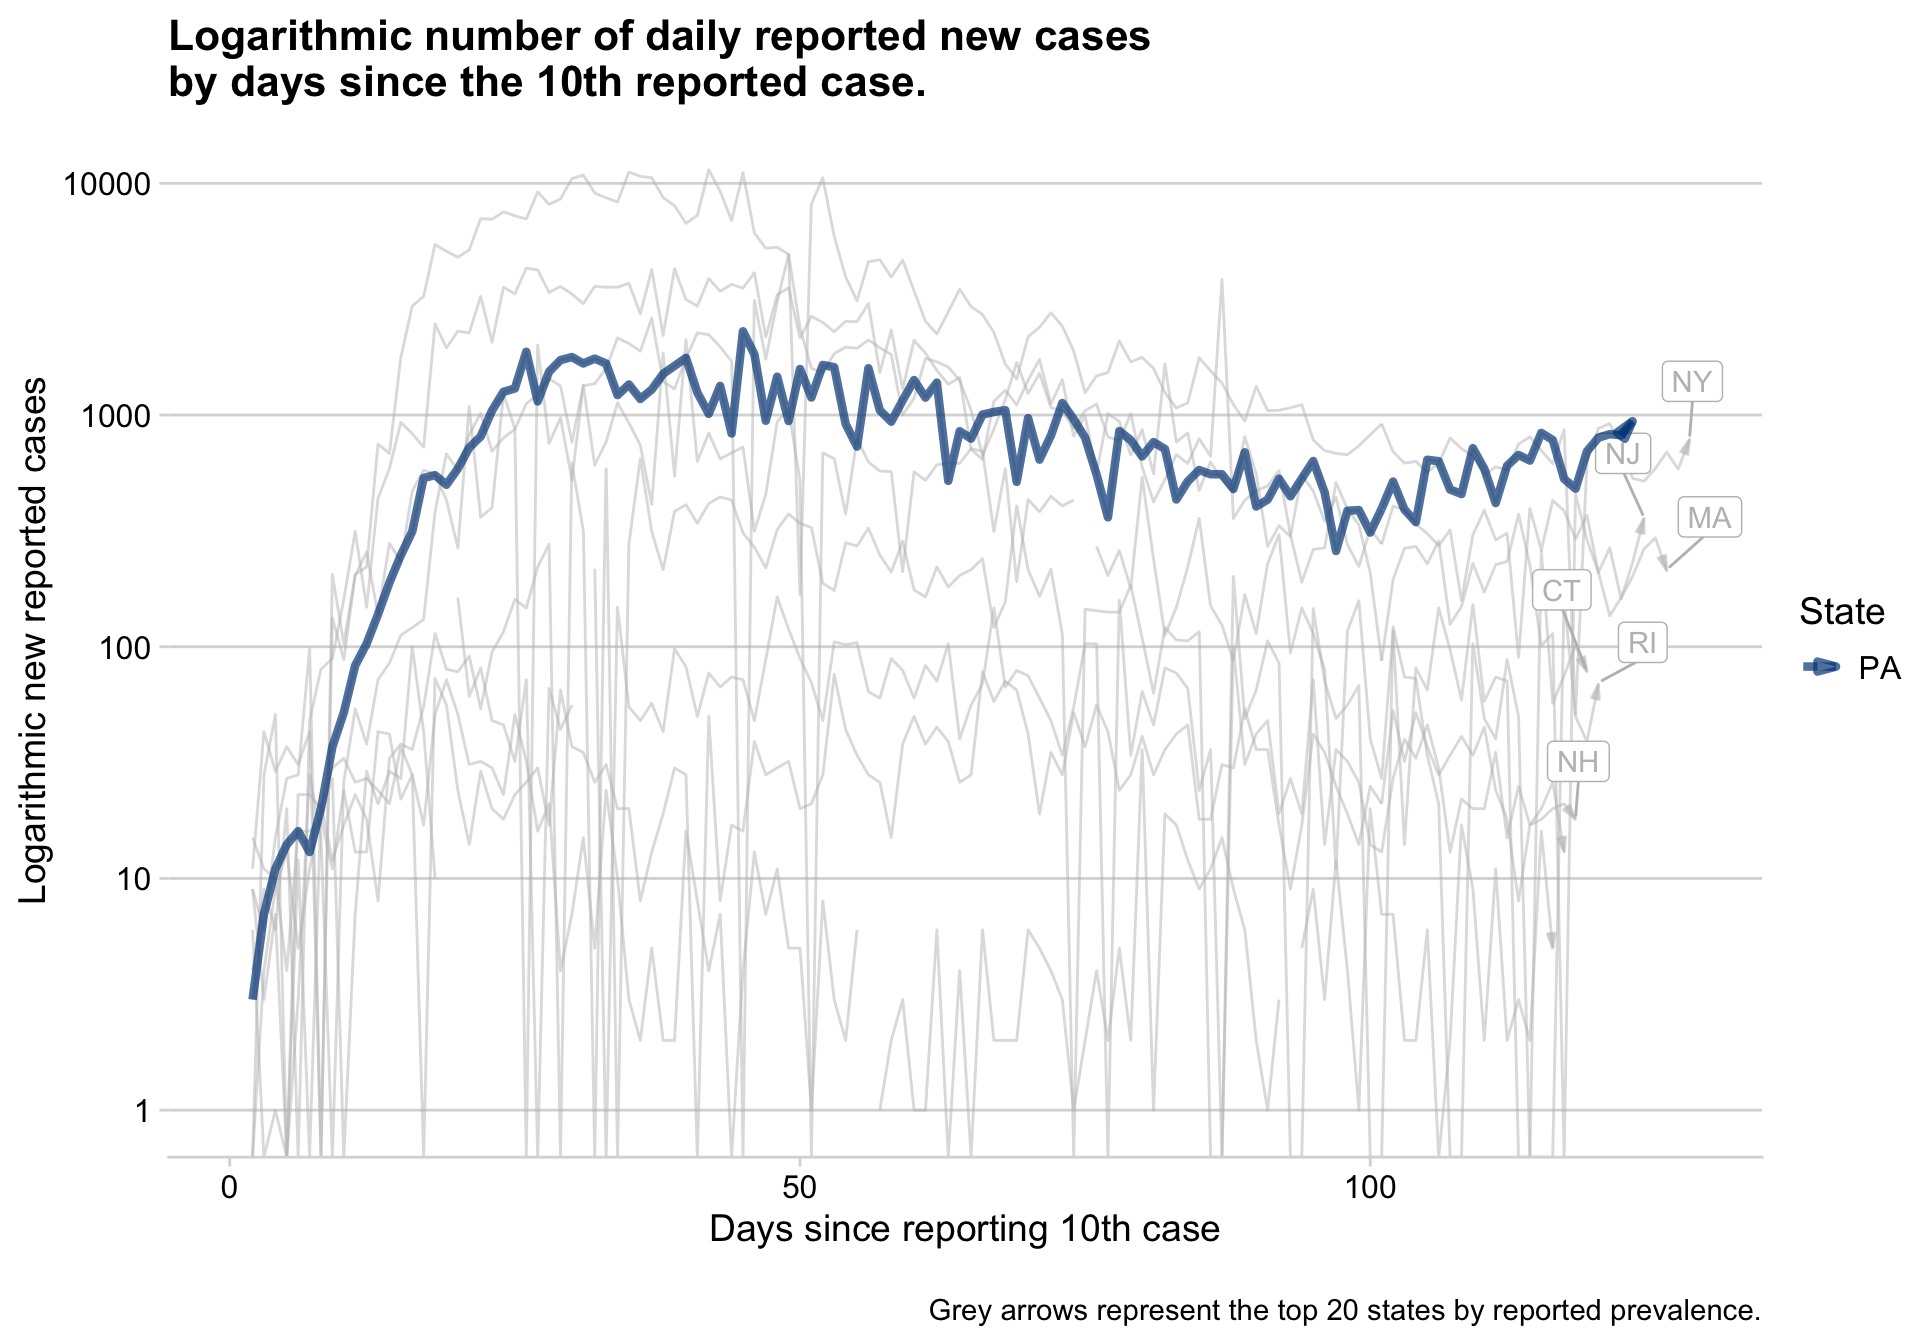 Logarithmic number of daily reported new cases
by days since the 10th reported case.
Logarithmic new reported cases
10000
1000
100
10
1
0
50
100
Days since reporting 10th case
NY
NJ
MA
CT
RI
NH
State
PA
Grey arrows represent the top 20 states by reported prevalence.